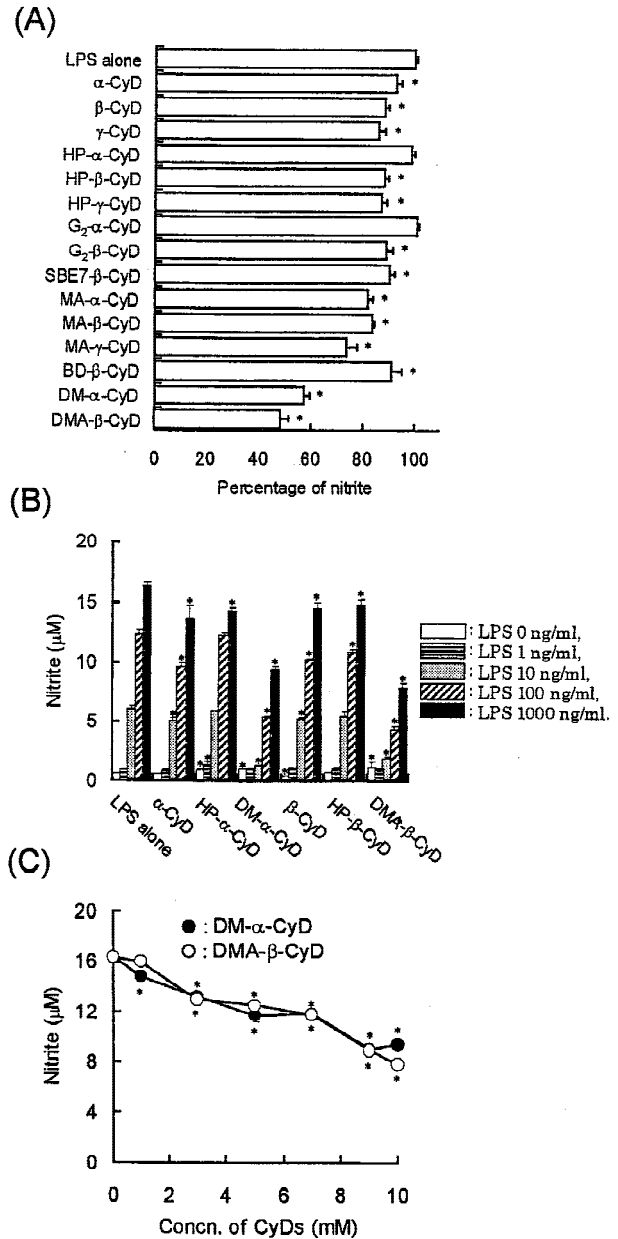 (A)
LPS alone
α-CyD
β-CyD
γ-CyD
HP-α-CyD
HP-β-CyD
HP-γ-CyD
G₂-α-CyD
G₂-β-CyD
SBE7-β-CyD
MA-α-CyD
MA-β-CyD
MA-γ-CyD
BD-β-CyD
DM-α-CyD
DMA-β-CyD
0 20 40 60 80 100
Percentage of nitrite
(B)
Nitrite (μM)
20
15
10
5
0
: LPS 0 ng/ml,
: LPS 1 ng/ml,
: LPS 10 ng/ml,
: LPS 100 ng/ml,
: LPS 1000 ng/ml.
LPS alone
α-CyD
HP-α-CyD
DM-α-CyD
β-CyD
HP-β-CyD
DMA-β-CyD
(C)
Nitrite (μM)
20
16
12
8
4
0
: DM-α-CyD
: DMA-β-CyD
0 2 4 6 8 10
Concn. of CyDs (mM)